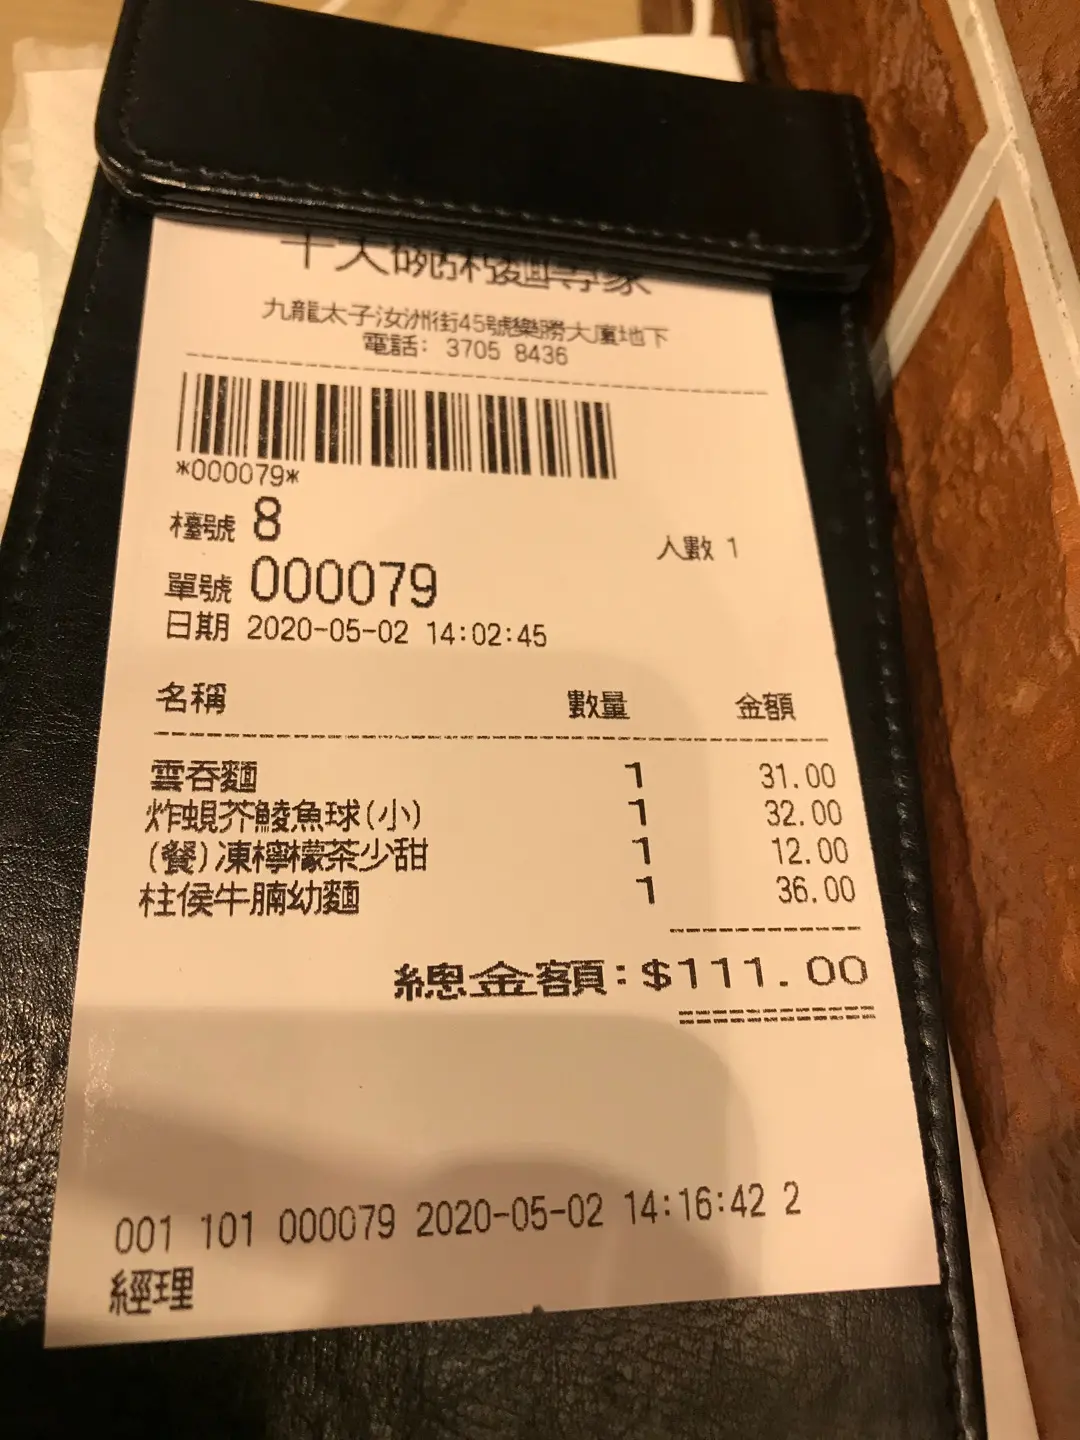 九龍太子汝洲街45號樂勝大廈地下
電話: 3705 8436
*000079*
檯號 8
人數 1
單號 000079
日期 2020-05-02 14:02:45
名稱 數量 金額
雲吞麵 1 31.00
炸蜆芥鯪魚球(小) 1 32.00
(餐)凍檸檬茶少甜 1 12.00
柱侯牛腩幼麵 1 36.00
總金額:$111.00
001 101 000079 2020-05-02 14:16:42 2
經理